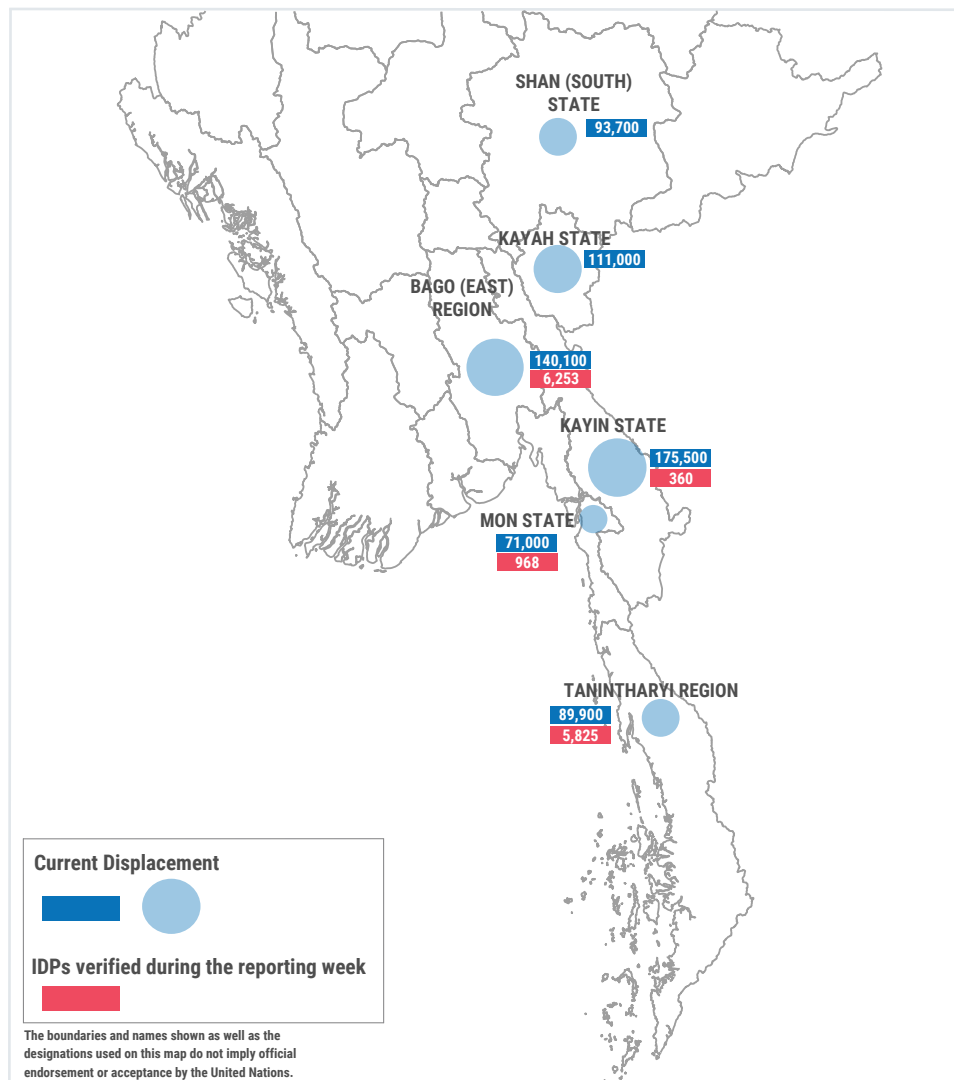 SHAN (SOUTH)
STATE
93,700
KAYAH STATE
111,000
BAGO (EAST)
REGION
140,100
6,253
KAYIN STATE
175,500
360
MON STATE
71,000
968
TANINTHARYI REGION
89,900
5,825
Current Displacement
IDPs verified during the reporting week
The boundaries and names shown as well as the
designations used on this map do not imply official
endorsement or acceptance by the United Nations.